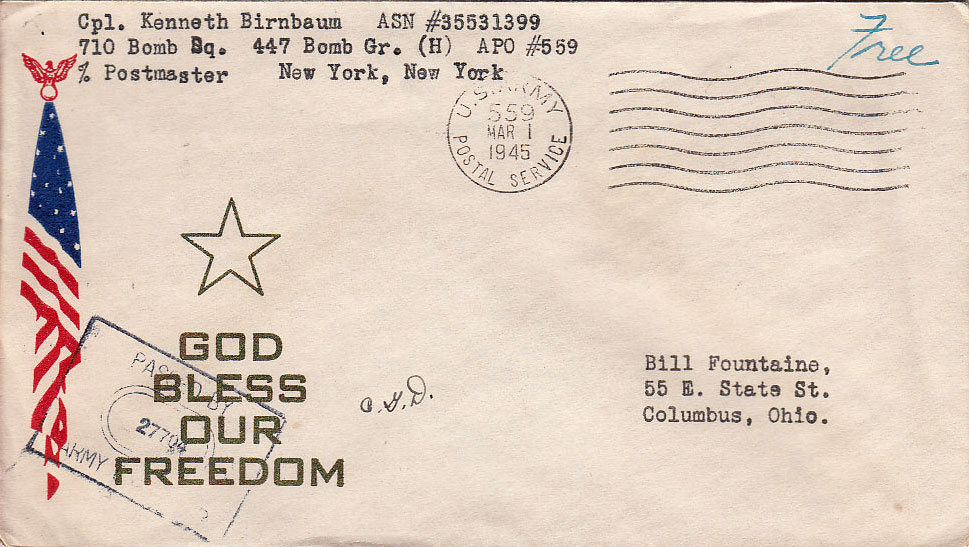 Cpl. Kenneth Birnbaum ASN #35531399
710 Bomb Sq. 447 Bomb Gr. (H) APO #559
% Postmaster New York, New York
Free
U.S. ARMY
559
MAR 1
1945
POSTAL SERVICE
GOD
BLESS
OUR
FREEDOM
PASSED BY
ARMY
Bill Fountaine,
55 E. State St.
Columbus, Ohio.